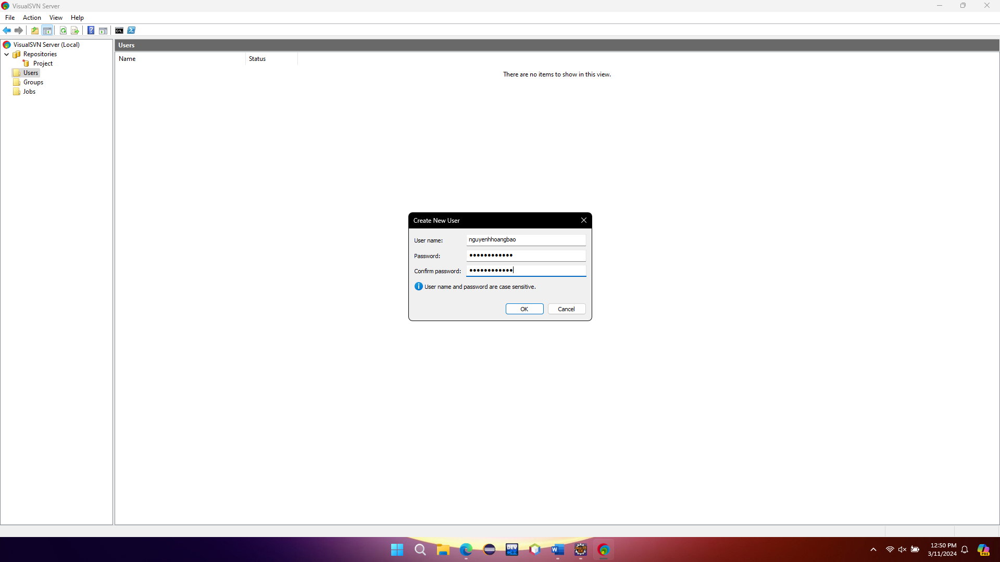 VisualSVN Server
File Action View Help
VisualSVN Server (Local)
Repositories
Project
Users
Groups
Jobs
Users
Name Status
There are no items to show in this view.
Create New User
User name: nguyenhhoangbao
Password: ●●●●●●●●●●●●
Confirm password: ●●●●●●●●●●●●
User name and password are case sensitive.
OK Cancel
12:50 PM
3/11/2024